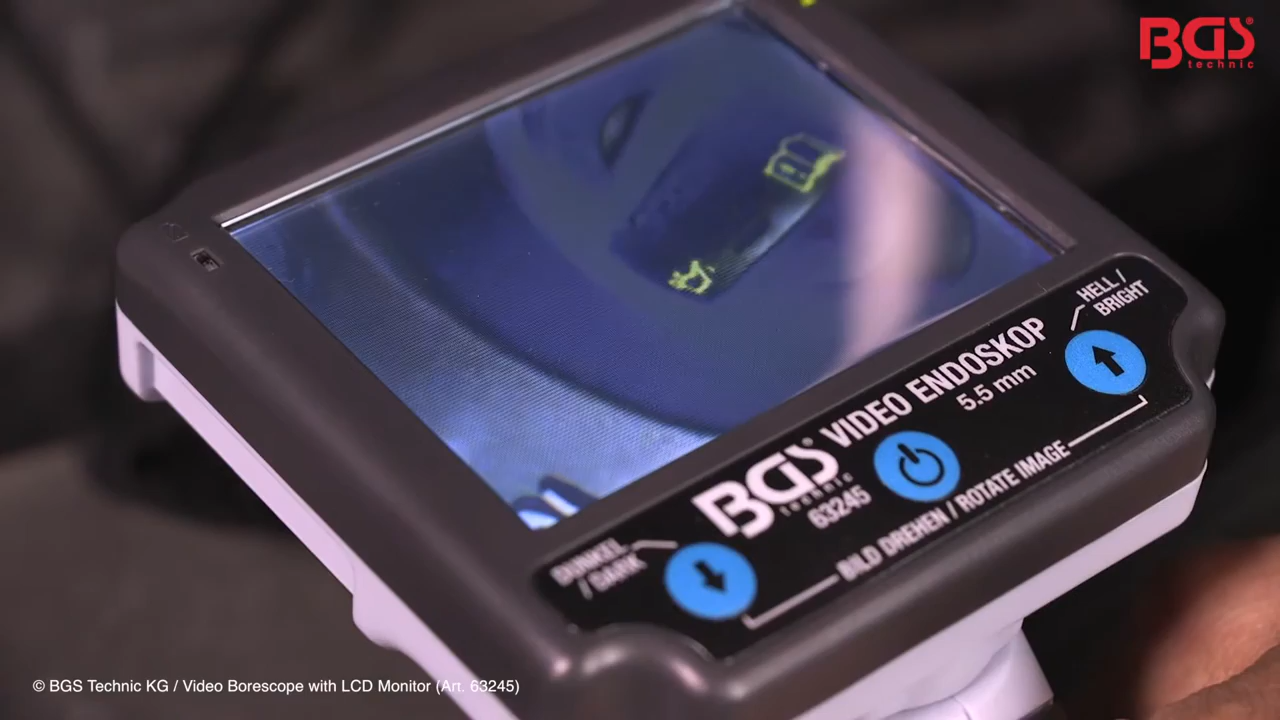 BGS®
technic
HELL /
BRIGHT
BGS® VIDEO ENDOSKOP
technic
5.5 mm
63245
DUNKEL
/ DARK
BILD DREHEN / ROTATE IMAGE
© BGS Technic KG / Video Borescope with LCD Monitor (Art. 63245)